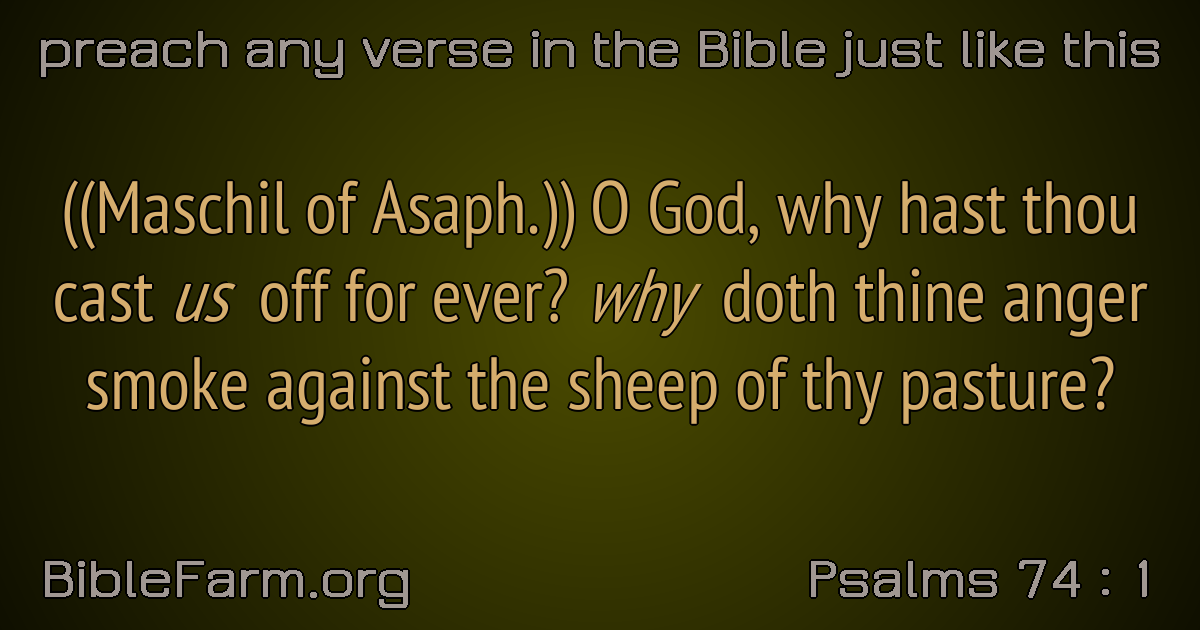 preach any verse in the Bible just like this
((Maschil of Asaph.)) O God, why hast thou
cast us off for ever? why doth thine anger
smoke against the sheep of thy pasture?
BibleFarm.org
Psalms 74 : 1